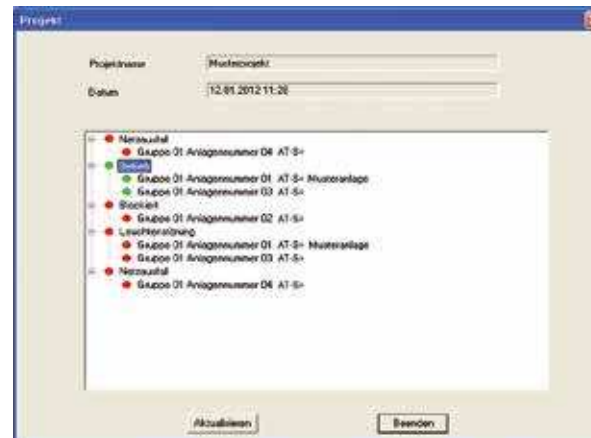 Projekt
Projektname Musterprojekt
Datum 12.01.2012 11:28
Netzausfall
Gruppe 01 Anlagennummer 04 AT-S+
Betrieb
Gruppe 01 Anlagennummer 01 AT-S+ Musteranlage
Gruppe 01 Anlagennummer 03 AT-S+
Blockiert
Gruppe 01 Anlagennummer 02 AT-S+
Leuchtenstörung
Gruppe 01 Anlagennummer 01 AT-S+ Musteranlage
Gruppe 01 Anlagennummer 03 AT-S+
Netzausfall
Gruppe 01 Anlagennummer 04 AT-S+
Aktualisieren Beenden